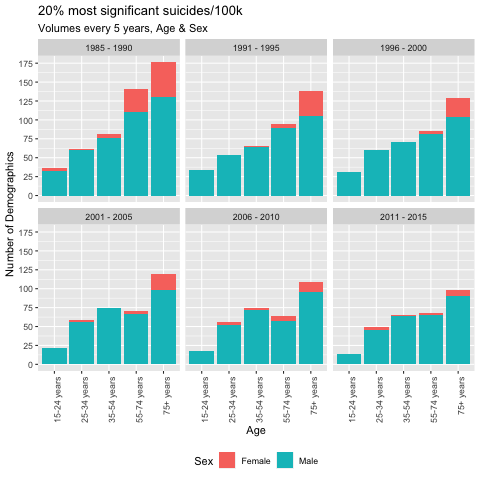 20% most significant suicides/100k
Volumes every 5 years, Age & Sex
1985 - 1990
1991 - 1995
1996 - 2000
175
150
125
100
75
50
25
0
2001 - 2005
2006 - 2010
2011 - 2015
175
150
125
100
75
50
25
0
Number of Demographics
15-24 years
25-34 years
35-54 years
55-74 years
75+ years
15-24 years
25-34 years
35-54 years
55-74 years
75+ years
15-24 years
25-34 years
35-54 years
55-74 years
75+ years
Age
Sex Female Male